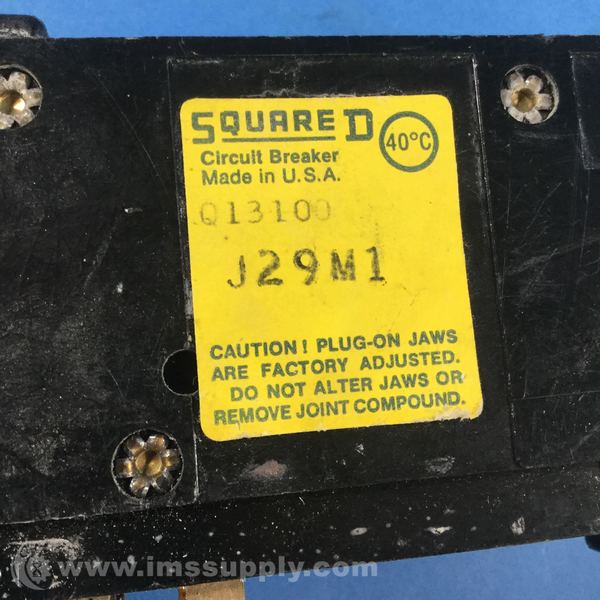 SQUARE D
40°C
Circuit Breaker
Made in U.S.A.
Q13100
J29M1
CAUTION! PLUG-ON JAWS
ARE FACTORY ADJUSTED.
DO NOT ALTER JAWS OR
REMOVE JOINT COMPOUND.
www.imssupply.com